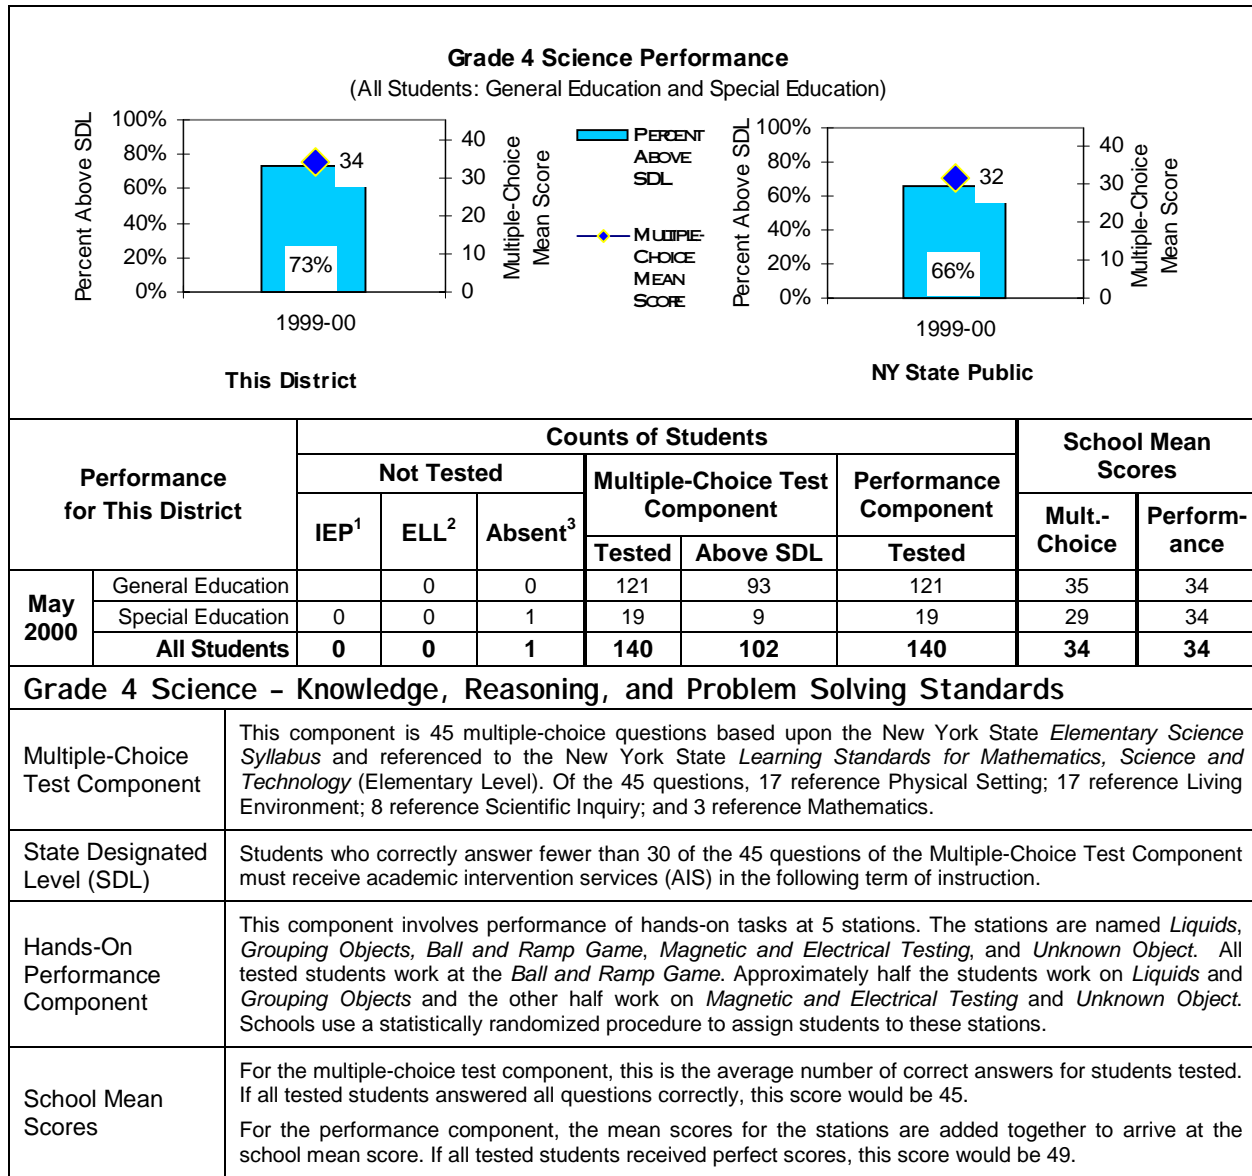 Grade 4 Science Performance
(All Students: General Education and Special Education)
Percent Above SDL
100%
80%
60%
40%
20%
0%
34
73%
40
30
20
10
0
Multiple-Choice
Mean Score
1999-00
This District
PERCENT
ABOVE
SDL
MULTIPLE-
CHOICE
MEAN
SCORE
Percent Above SDL
100%
80%
60%
40%
20%
0%
32
66%
40
30
20
10
0
Multiple-Choice
Mean Score
1999-00
NY State Public
Performance
for This District
Counts of Students
School Mean
Scores
Not Tested
Multiple-Choice Test
Component
Performance
Component
IEP1 ELL2 Absent3
Tested Above SDL Tested
Mult.-
Choice
Perform-
ance
May
2000
General Education 0 0 121 93 121 35 34
Special Education 0 0 1 19 9 19 29 34
All Students 0 0 1 140 102 140 34 34
Grade 4 Science – Knowledge, Reasoning, and Problem Solving Standards
Multiple-Choice
Test Component
This component is 45 multiple-choice questions based upon the New York State Elementary Science
Syllabus and referenced to the New York State Learning Standards for Mathematics, Science and
Technology (Elementary Level). Of the 45 questions, 17 reference Physical Setting; 17 reference Living
Environment; 8 reference Scientific Inquiry; and 3 reference Mathematics.
State Designated
Level (SDL)
Students who correctly answer fewer than 30 of the 45 questions of the Multiple-Choice Test Component
must receive academic intervention services (AIS) in the following term of instruction.
Hands-On
Performance
Component
This component involves performance of hands-on tasks at 5 stations. The stations are named Liquids,
Grouping Objects, Ball and Ramp Game, Magnetic and Electrical Testing, and Unknown Object. All
tested students work at the Ball and Ramp Game. Approximately half the students work on Liquids and
Grouping Objects and the other half work on Magnetic and Electrical Testing and Unknown Object.
Schools use a statistically randomized procedure to assign students to these stations.
School Mean
Scores
For the multiple-choice test component, this is the average number of correct answers for students tested.
If all tested students answered all questions correctly, this score would be 45.
For the performance component, the mean scores for the stations are added together to arrive at the
school mean score. If all tested students received perfect scores, this score would be 49.